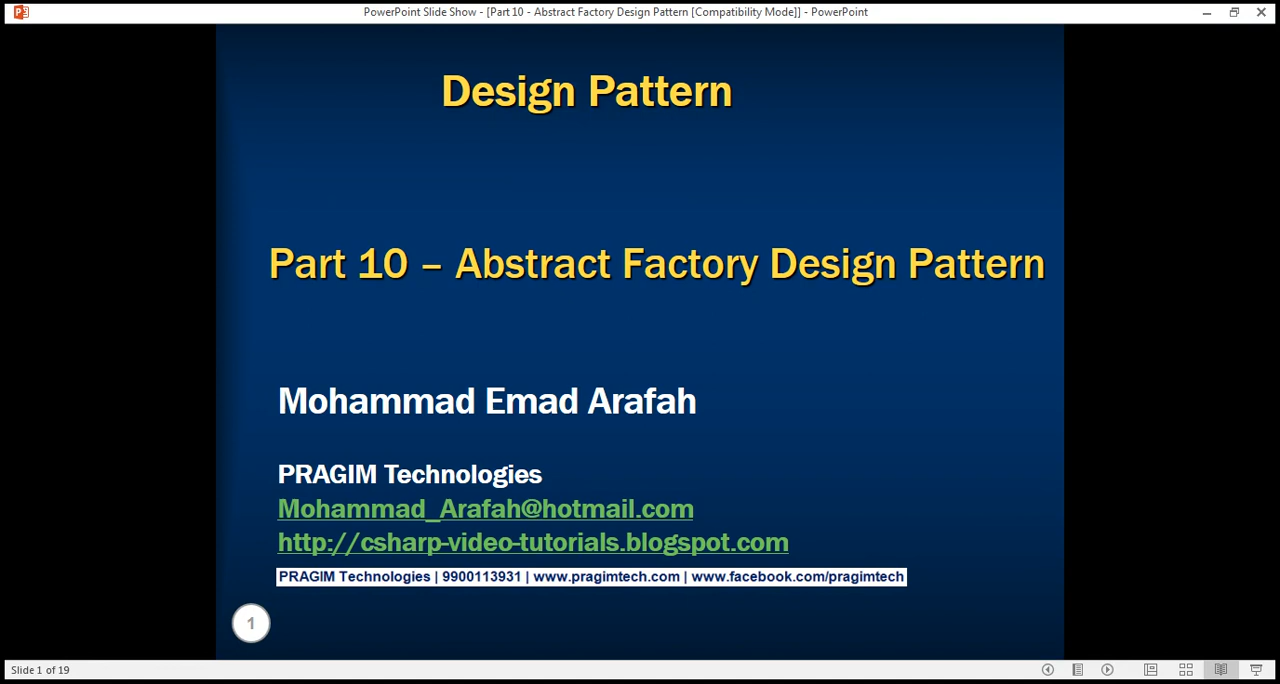 PowerPoint Slide Show - [Part 10 - Abstract Factory Design Pattern [Compatibility Mode]] - PowerPoint
Design Pattern
Part 10 – Abstract Factory Design Pattern
Mohammad Emad Arafah
PRAGIM Technologies
Mohammad_Arafah@hotmail.com
http://csharp-video-tutorials.blogspot.com
PRAGIM Technologies | 9900113931 | www.pragimtech.com | www.facebook.com/pragimtech
1
Slide 1 of 19